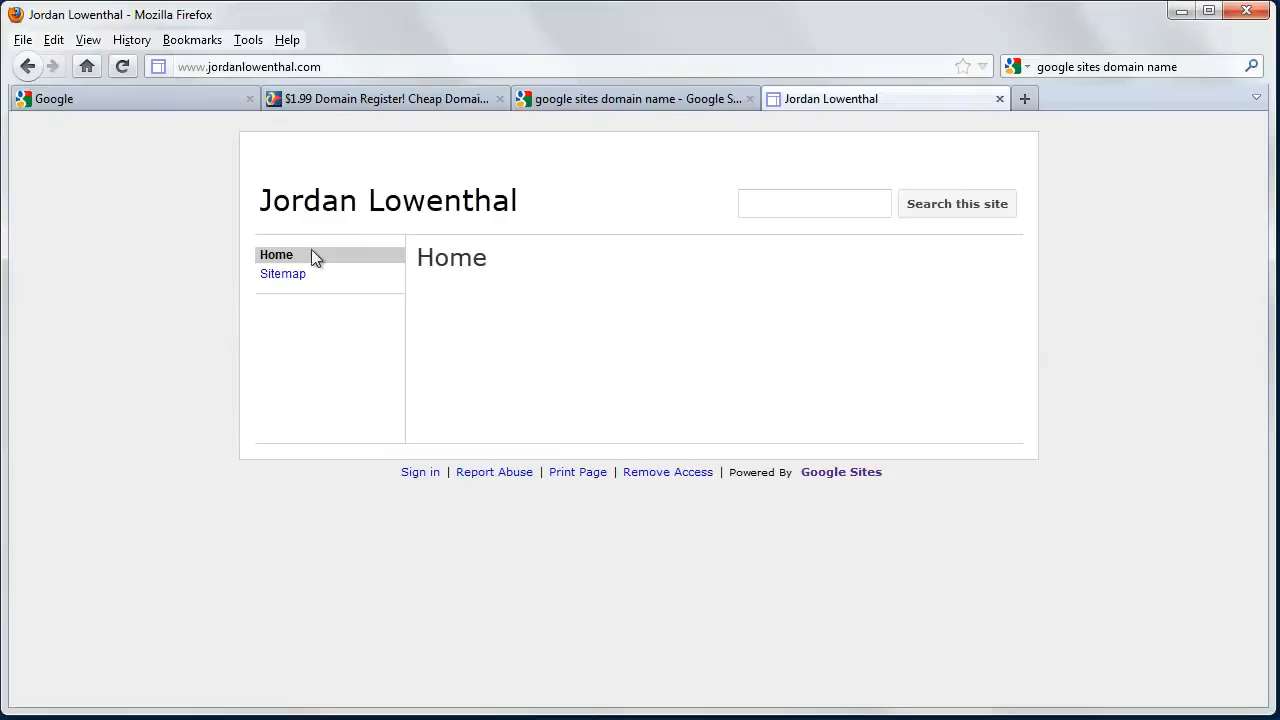 Jordan Lowenthal - Mozilla Firefox
File Edit View History Bookmarks Tools Help
www.jordanlowenthal.com google sites domain name
Google $1.99 Domain Register! Cheap Domai... google sites domain name - Google S... Jordan Lowenthal
Jordan Lowenthal Search this site
Home Home
Sitemap
Sign in | Report Abuse | Print Page | Remove Access | Powered By Google Sites